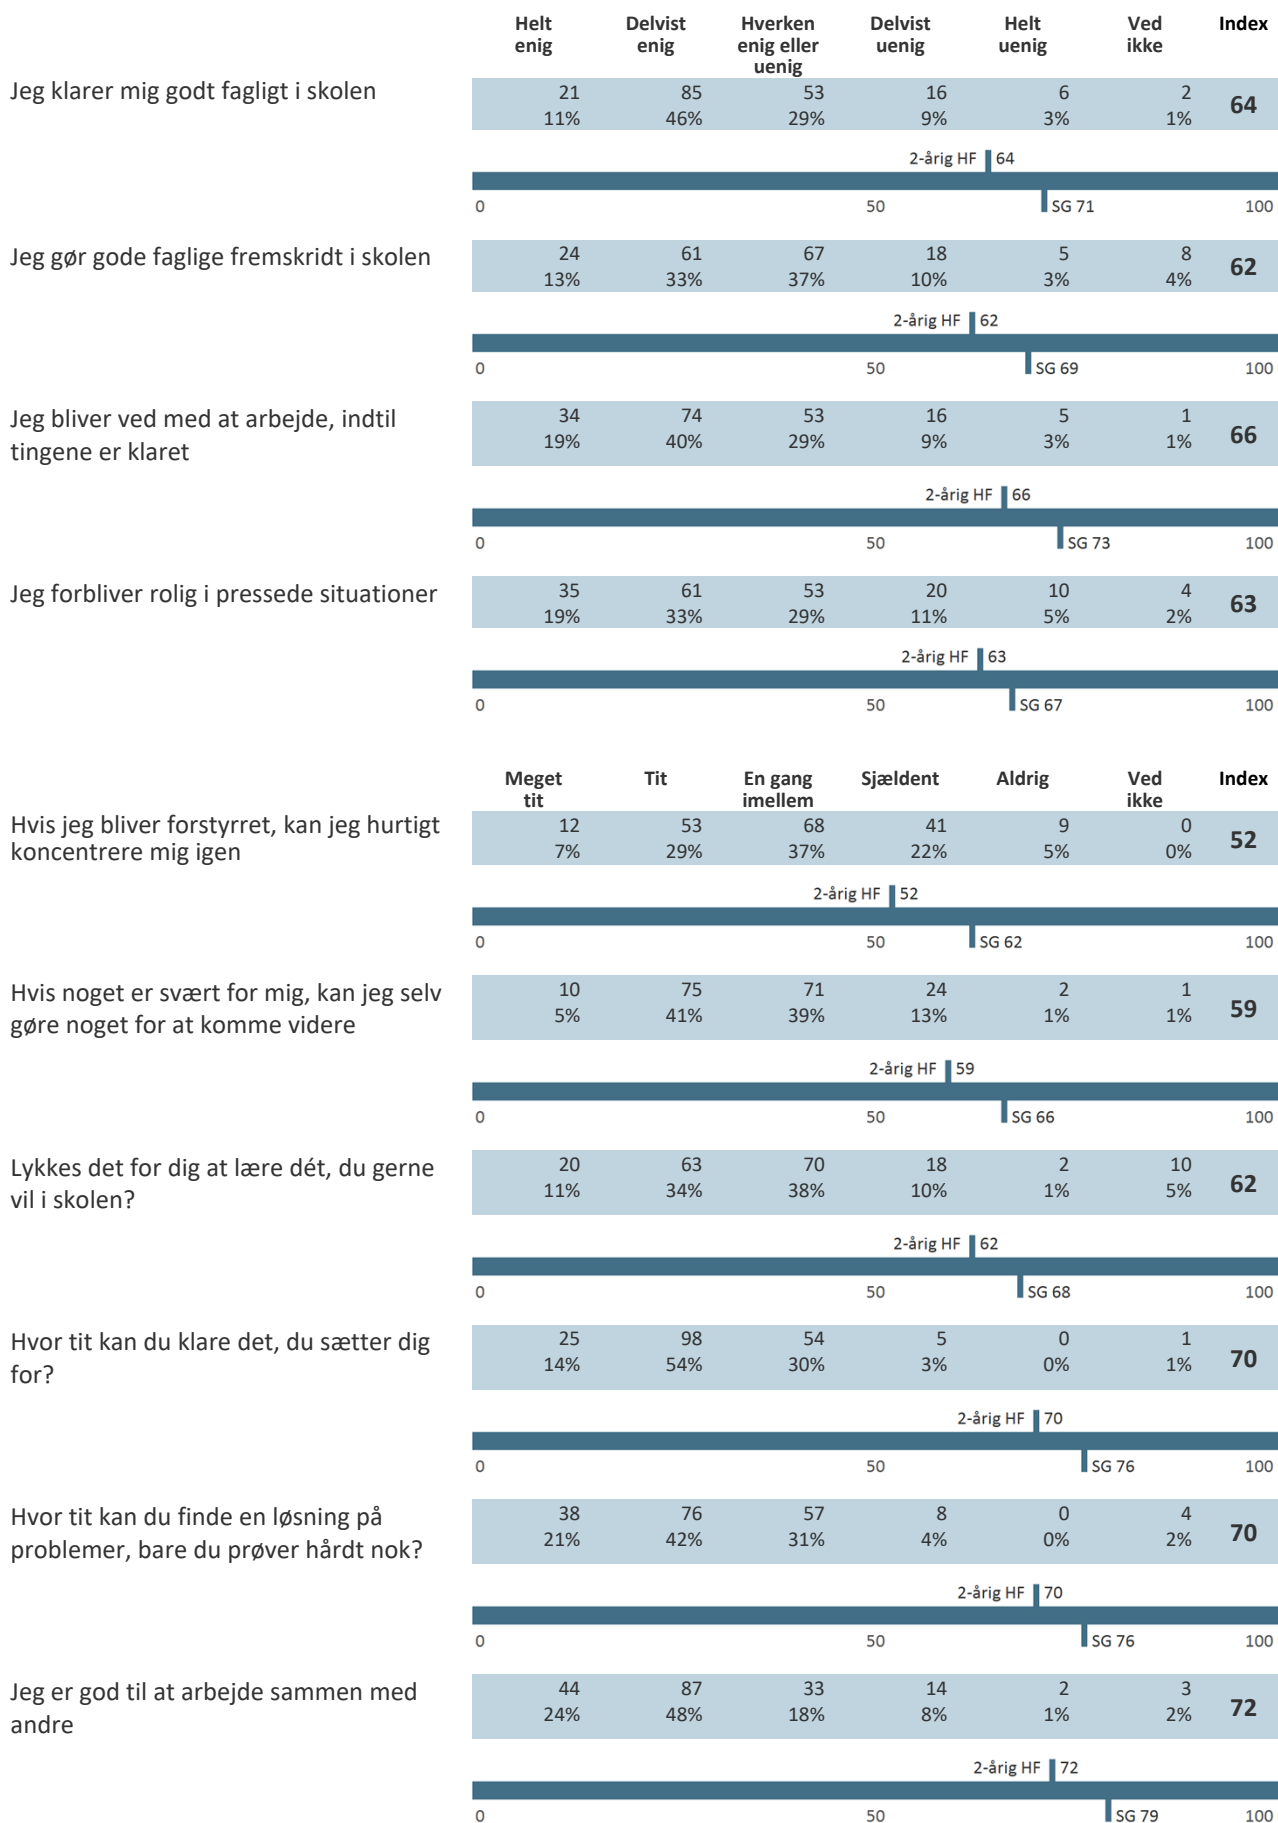 Helt Delvist Hverken Delvist Helt Ved Index
enig enig enig eller uenig uenig ikke
uenig
Jeg klarer mig godt fagligt i skolen
21 85 53 16 6 2 64
11% 46% 29% 9% 3% 1%
2-årig HF 64
0 50 SG 71 100
Jeg gør gode faglige fremskridt i skolen
24 61 67 18 5 8 62
13% 33% 37% 10% 3% 4%
2-årig HF 62
0 50 SG 69 100
Jeg bliver ved med at arbejde, indtil
tingene er klaret
34 74 53 16 5 1 66
19% 40% 29% 9% 3% 1%
2-årig HF 66
0 50 SG 73 100
Jeg forbliver rolig i pressede situationer
35 61 53 20 10 4 63
19% 33% 29% 11% 5% 2%
2-årig HF 63
0 50 SG 67 100
Meget Tit En gang Sjældent Aldrig Ved Index
tit imellem ikke
Hvis jeg bliver forstyrret, kan jeg hurtigt
koncentrere mig igen
12 53 68 41 9 0 52
7% 29% 37% 22% 5% 0%
2-årig HF 52
0 50 SG 62 100
Hvis noget er svært for mig, kan jeg selv
gøre noget for at komme videre
10 75 71 24 2 1 59
5% 41% 39% 13% 1% 1%
2-årig HF 59
0 50 SG 66 100
Lykkes det for dig at lære dét, du gerne
vil i skolen?
20 63 70 18 2 10 62
11% 34% 38% 10% 1% 5%
2-årig HF 62
0 50 SG 68 100
Hvor tit kan du klare det, du sætter dig
for?
25 98 54 5 0 1 70
14% 54% 30% 3% 0% 1%
2-årig HF 70
0 50 SG 76 100
Hvor tit kan du finde en løsning på
problemer, bare du prøver hårdt nok?
38 76 57 8 0 4 70
21% 42% 31% 4% 0% 2%
2-årig HF 70
0 50 SG 76 100
Jeg er god til at arbejde sammen med
andre
44 87 33 14 2 3 72
24% 48% 18% 8% 1% 2%
2-årig HF 72
0 50 SG 79 100